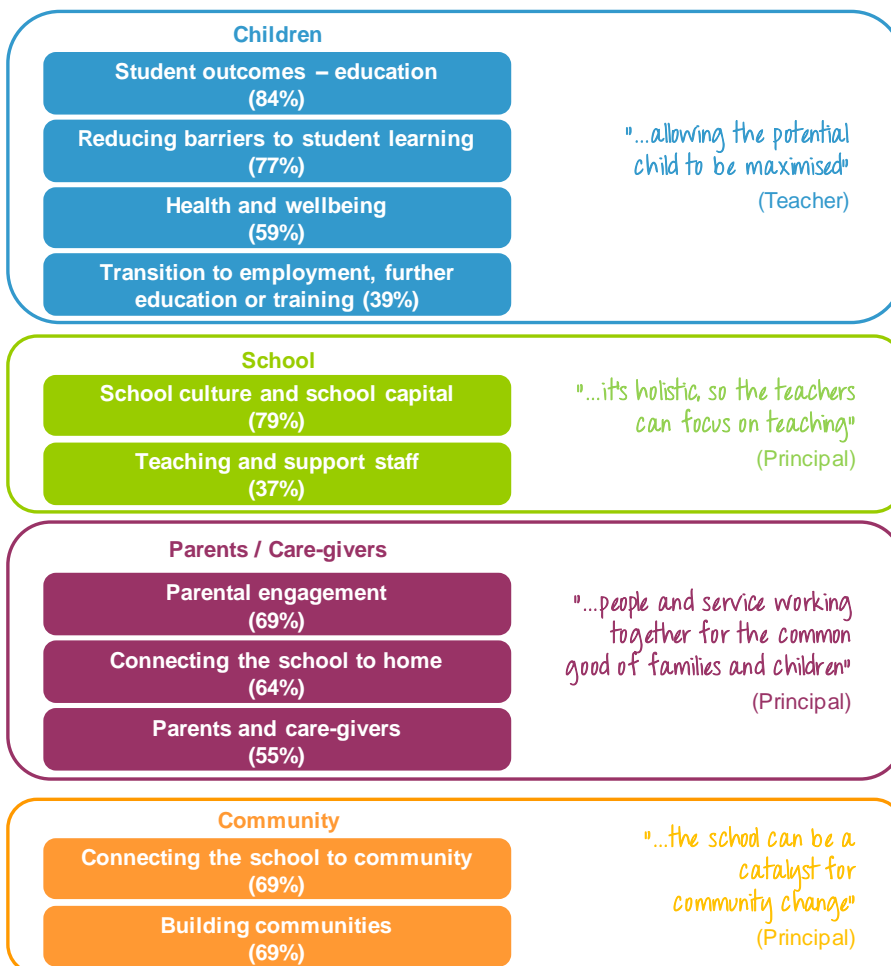 Children
Student outcomes – education
(84%)
Reducing barriers to student learning
(77%)
Health and wellbeing
(59%)
Transition to employment, further
education or training (39%)
"...allowing the potential
child to be maximised"
(Teacher)
School
School culture and school capital
(79%)
Teaching and support staff
(37%)
"...it's holistic, so the teachers
can focus on teaching"
(Principal)
Parents / Care-givers
Parental engagement
(69%)
Connecting the school to home
(64%)
Parents and care-givers
(55%)
"...people and service working
together for the common
good of families and children"
(Principal)
Community
Connecting the school to community
(69%)
Building communities
(69%)
"...the school can be a
catalyst for
community change"
(Principal)